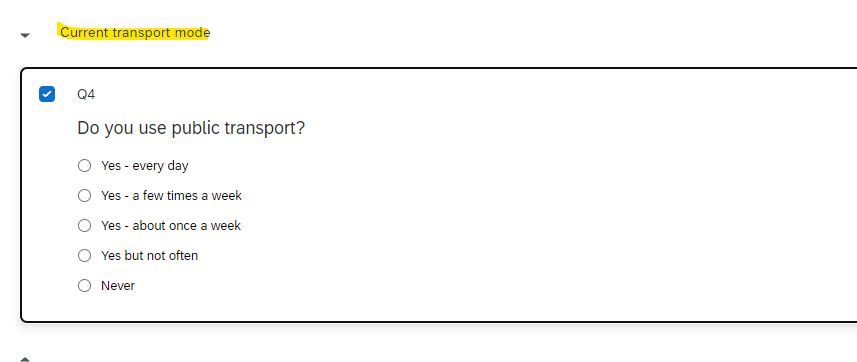 Current transport mode
Q4
Do you use public transport?
Yes - every day
Yes - a few times a week
Yes - about once a week
Yes but not often
Never